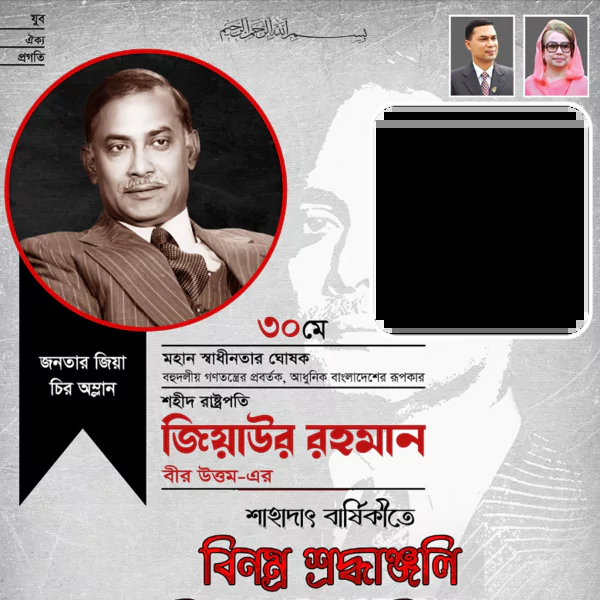 যুব
ঐক্য
প্রগতি
بسم الله الرحمن الرحيم
জনতার জিয়া
চির অম্লান
৩০মে
মহান স্বাধীনতার ঘোষক
বহুদলীয় গণতন্ত্রের প্রবর্তক, আধুনিক বাংলাদেশের রূপকার
শহীদ রাষ্ট্রপতি
জিয়াউর রহমান
বীর উত্তম-এর
শাহাদাৎ বার্ষিকীতে
বিনম্র শ্রদ্ধাঞ্জলি